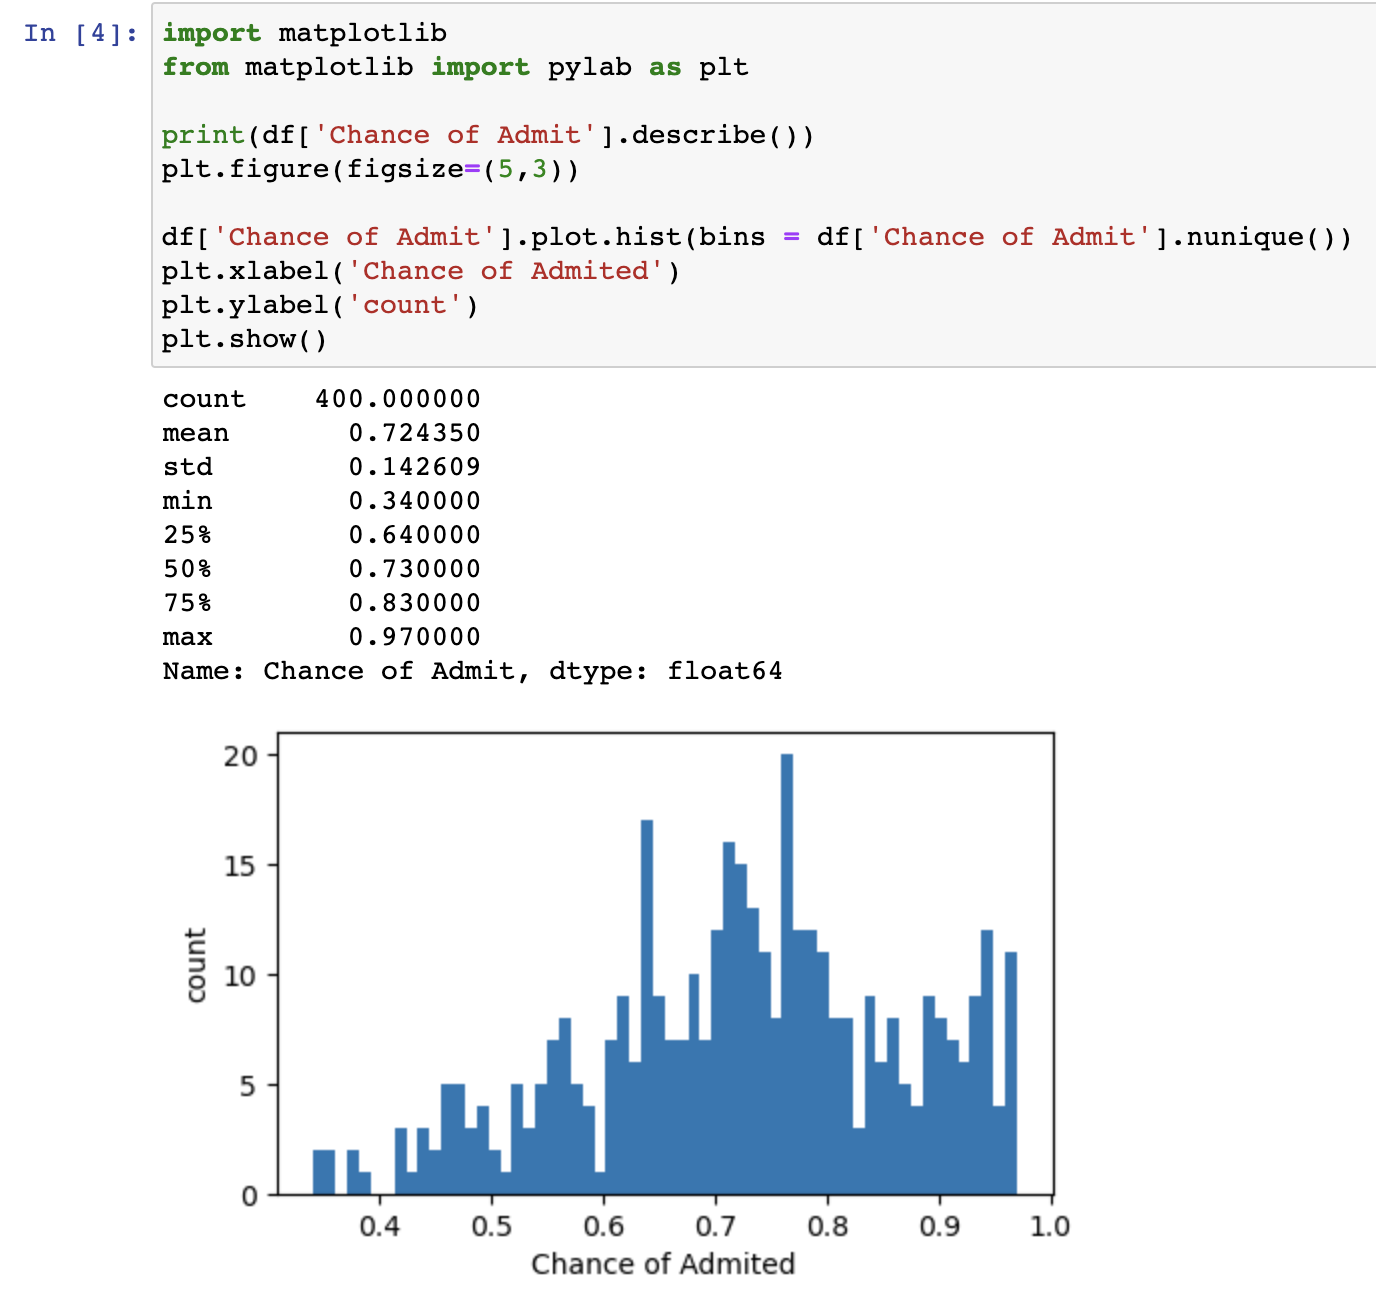 In [4]:
import matplotlib
from matplotlib import pylab as plt
print(df['Chance of Admit'].describe())
plt.figure(figsize=(5,3))
df['Chance of Admit'].plot.hist(bins = df['Chance of Admit'].nunique())
plt.xlabel('Chance of Admited')
plt.ylabel('count')
plt.show()
count 400.000000
mean 0.724350
std 0.142609
min 0.340000
25% 0.640000
50% 0.730000
75% 0.830000
max 0.970000
Name: Chance of Admit, dtype: float64
20
15
10
5
0
count
0.4 0.5 0.6 0.7 0.8 0.9 1.0
Chance of Admited